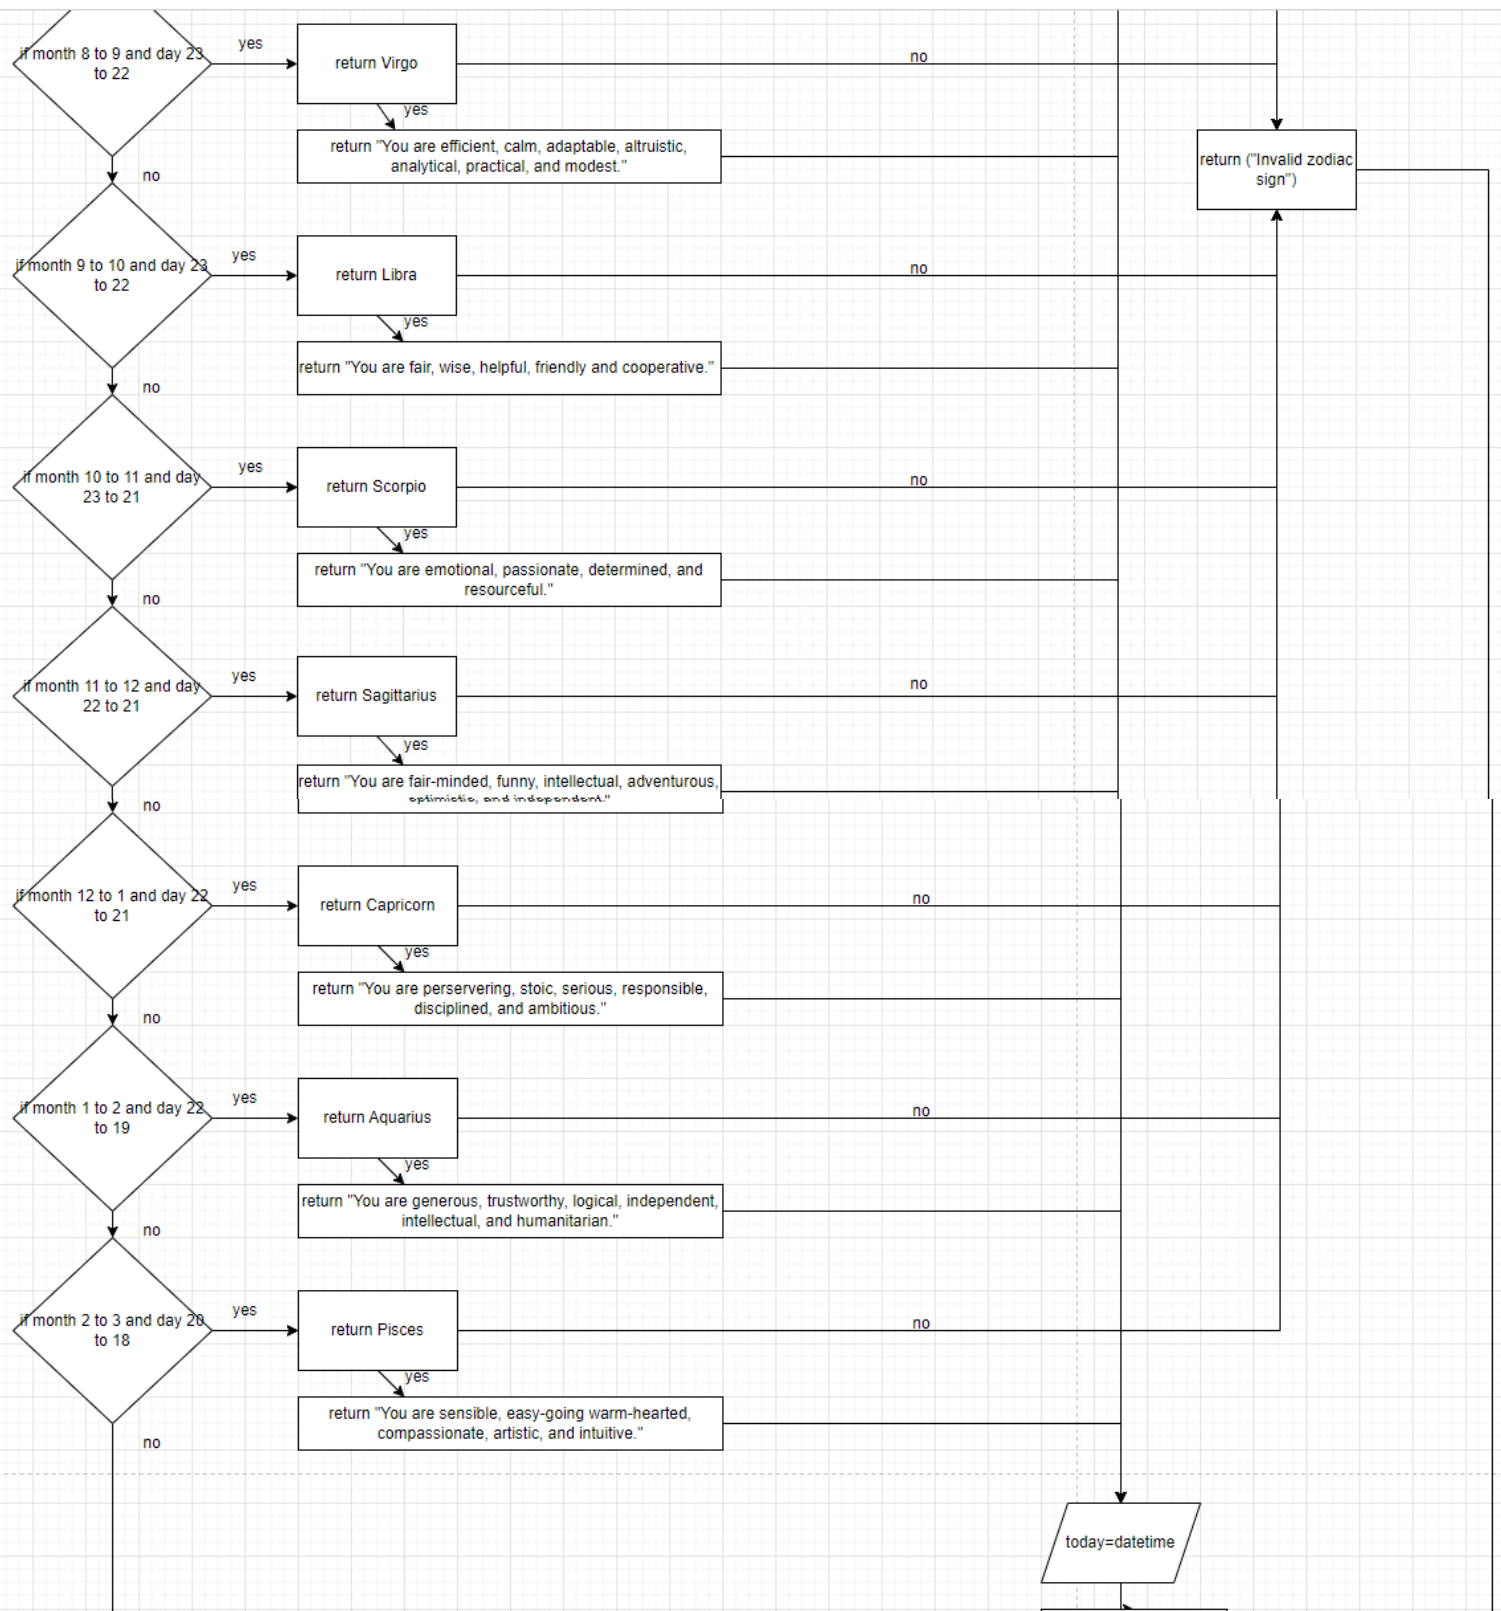 if month 8 to 9 and day 23
to 22
yes
return Virgo
no
yes
return "You are efficient, calm, adaptable, altruistic,
analytical, practical, and modest."
return ("Invalid zodiac
sign")
no
if month 9 to 10 and day 23
to 22
yes
return Libra
no
yes
return "You are fair, wise, helpful, friendly and cooperative."
no
if month 10 to 11 and day
23 to 21
yes
return Scorpio
no
yes
return "You are emotional, passionate, determined, and
resourceful."
no
if month 11 to 12 and day
22 to 21
yes
return Sagittarius
no
yes
return "You are fair-minded, funny, intellectual, adventurous,
optimistic, and independent."
no
if month 12 to 1 and day 22
to 21
yes
return Capricorn
no
yes
return "You are perservering, stoic, serious, responsible,
disciplined, and ambitious."
no
if month 1 to 2 and day 22
to 19
yes
return Aquarius
no
yes
return "You are generous, trustworthy, logical, independent,
intellectual, and humanitarian."
no
if month 2 to 3 and day 20
to 18
yes
return Pisces
no
yes
return "You are sensible, easy-going warm-hearted,
compassionate, artistic, and intuitive."
no
today=datetime